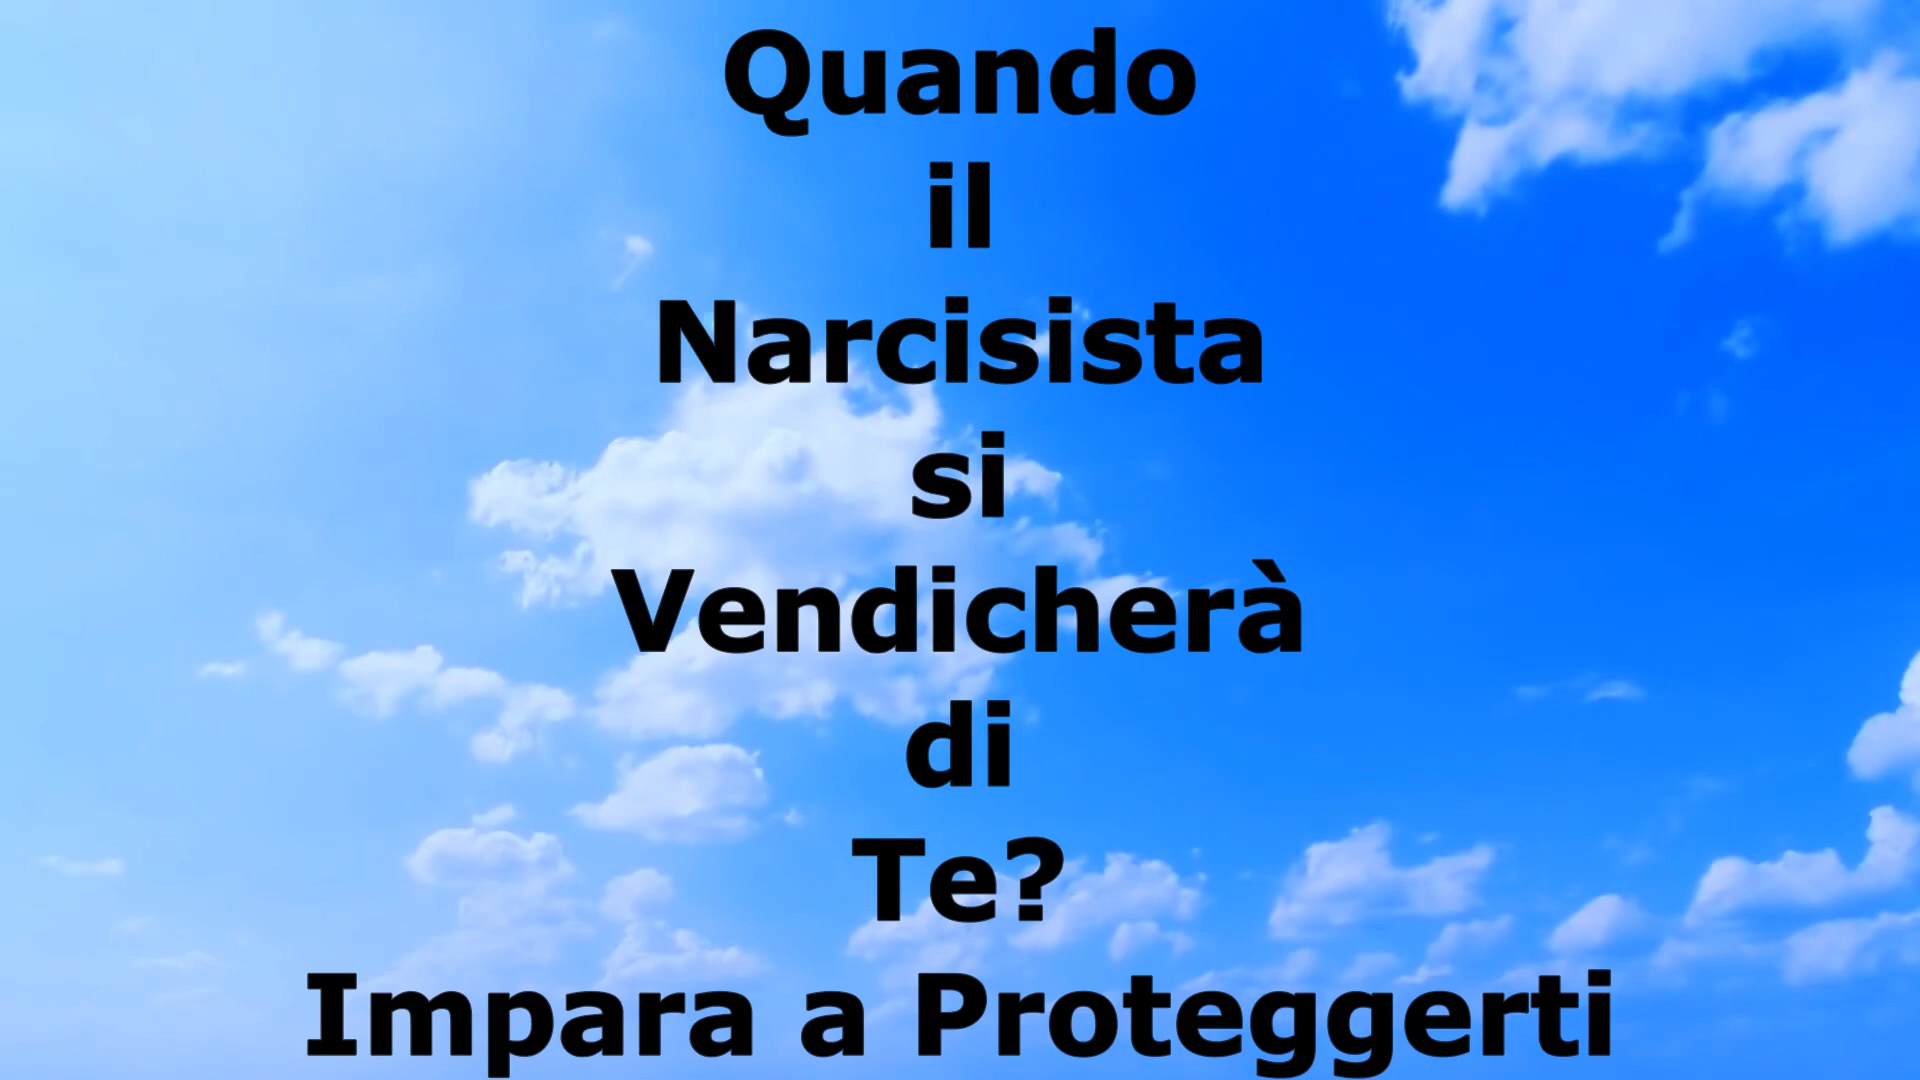 Quando
il
Narcisista
si
Vendicherà
di
Te?
Impara a Proteggerti